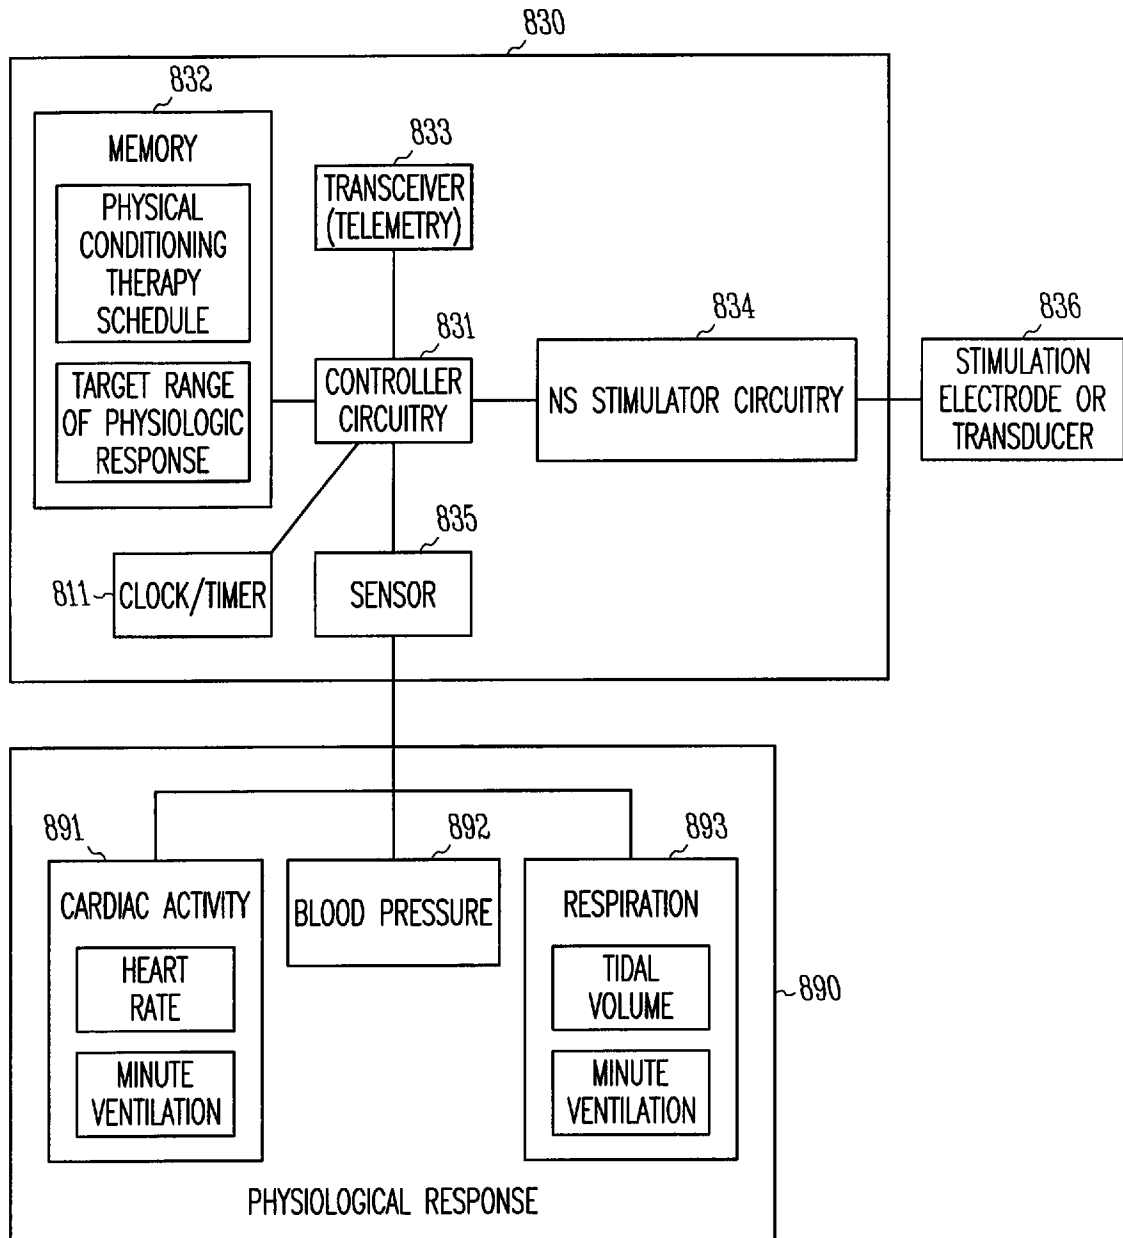 830
832
MEMORY
PHYSICAL
CONDITIONING
THERAPY
SCHEDULE
TARGET RANGE
OF PHYSIOLOGIC
RESPONSE
833
TRANSCEIVER
(TELEMETRY)
831
CONTROLLER
CIRCUITRY
834
NS STIMULATOR CIRCUITRY
836
STIMULATION
ELECTRODE OR
TRANSDUCER
811
CLOCK/TIMER
835
SENSOR
891
CARDIAC ACTIVITY
HEART
RATE
MINUTE
VENTILATION
892
BLOOD PRESSURE
893
RESPIRATION
TIDAL
VOLUME
MINUTE
VENTILATION
890
PHYSIOLOGICAL RESPONSE